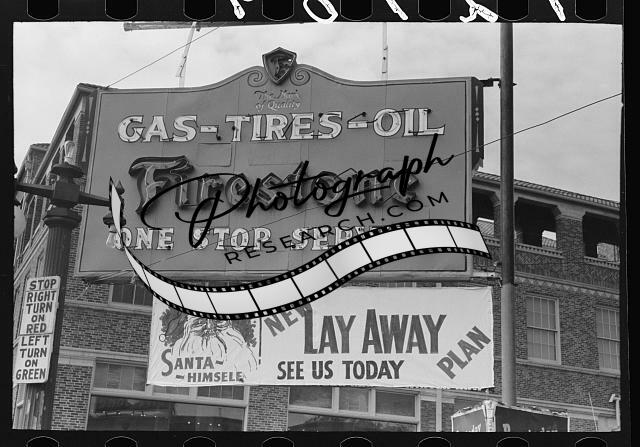 The Mark
of Quality
GAS-TIRES-OIL
Firestone
Photograph
RESEARCH.COM
ONE STOP SERVICE
STOP
RIGHT
TURN
ON
RED
LEFT
TURN
ON
GREEN
NEW LAY AWAY PLAN
SEE US TODAY
SANTA-
-HIMSELF